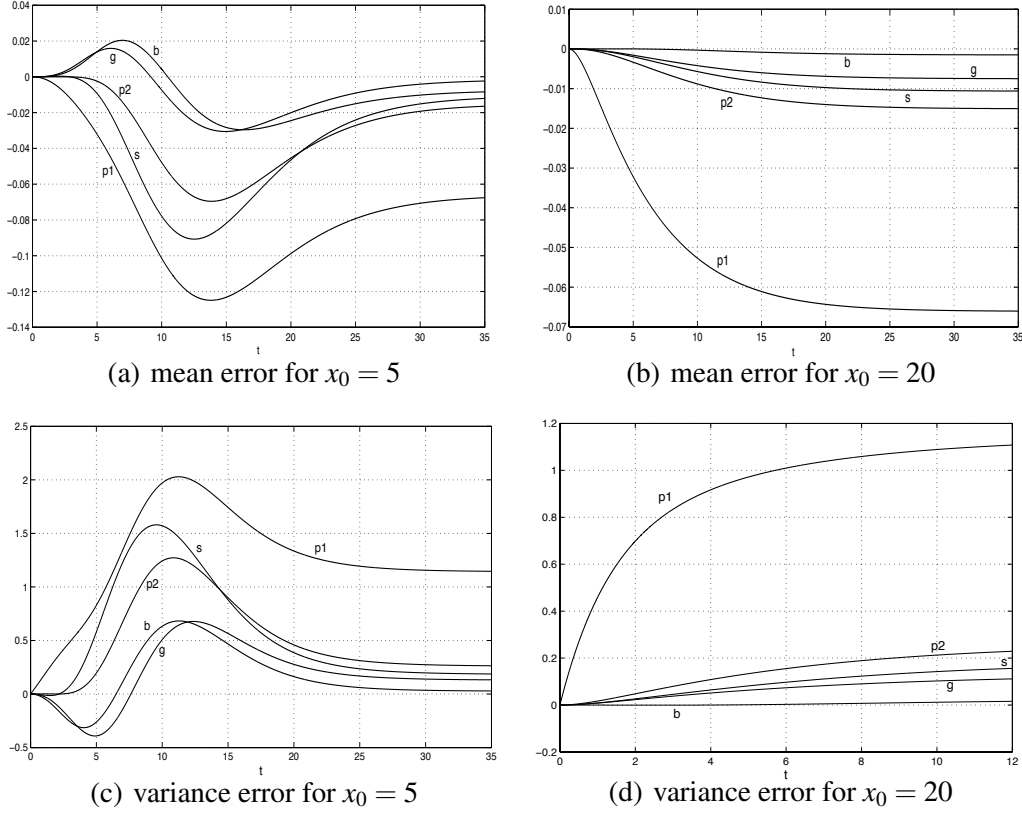 0.04
0.02
0
−0.02
−0.04
−0.06
−0.08
−0.1
−0.12
−0.14
b
g
p2
s
p1
0 5 10 15 20 25 30 35
t
(a) mean error for x₀ = 5
0.01
0
−0.01
−0.02
−0.03
−0.04
−0.05
−0.06
−0.07
b
g
s
p2
p1
0 5 10 15 20 25 30 35
t
(b) mean error for x₀ = 20
2.5
2
1.5
1
0.5
0
−0.5
s
p1
p2
b
g
0 5 10 15 20 25 30 35
t
(c) variance error for x₀ = 5
1.2
1
0.8
0.6
0.4
0.2
0
−0.2
p1
p2
s
g
b
0 2 4 6 8 10 12
t
(d) variance error for x₀ = 20